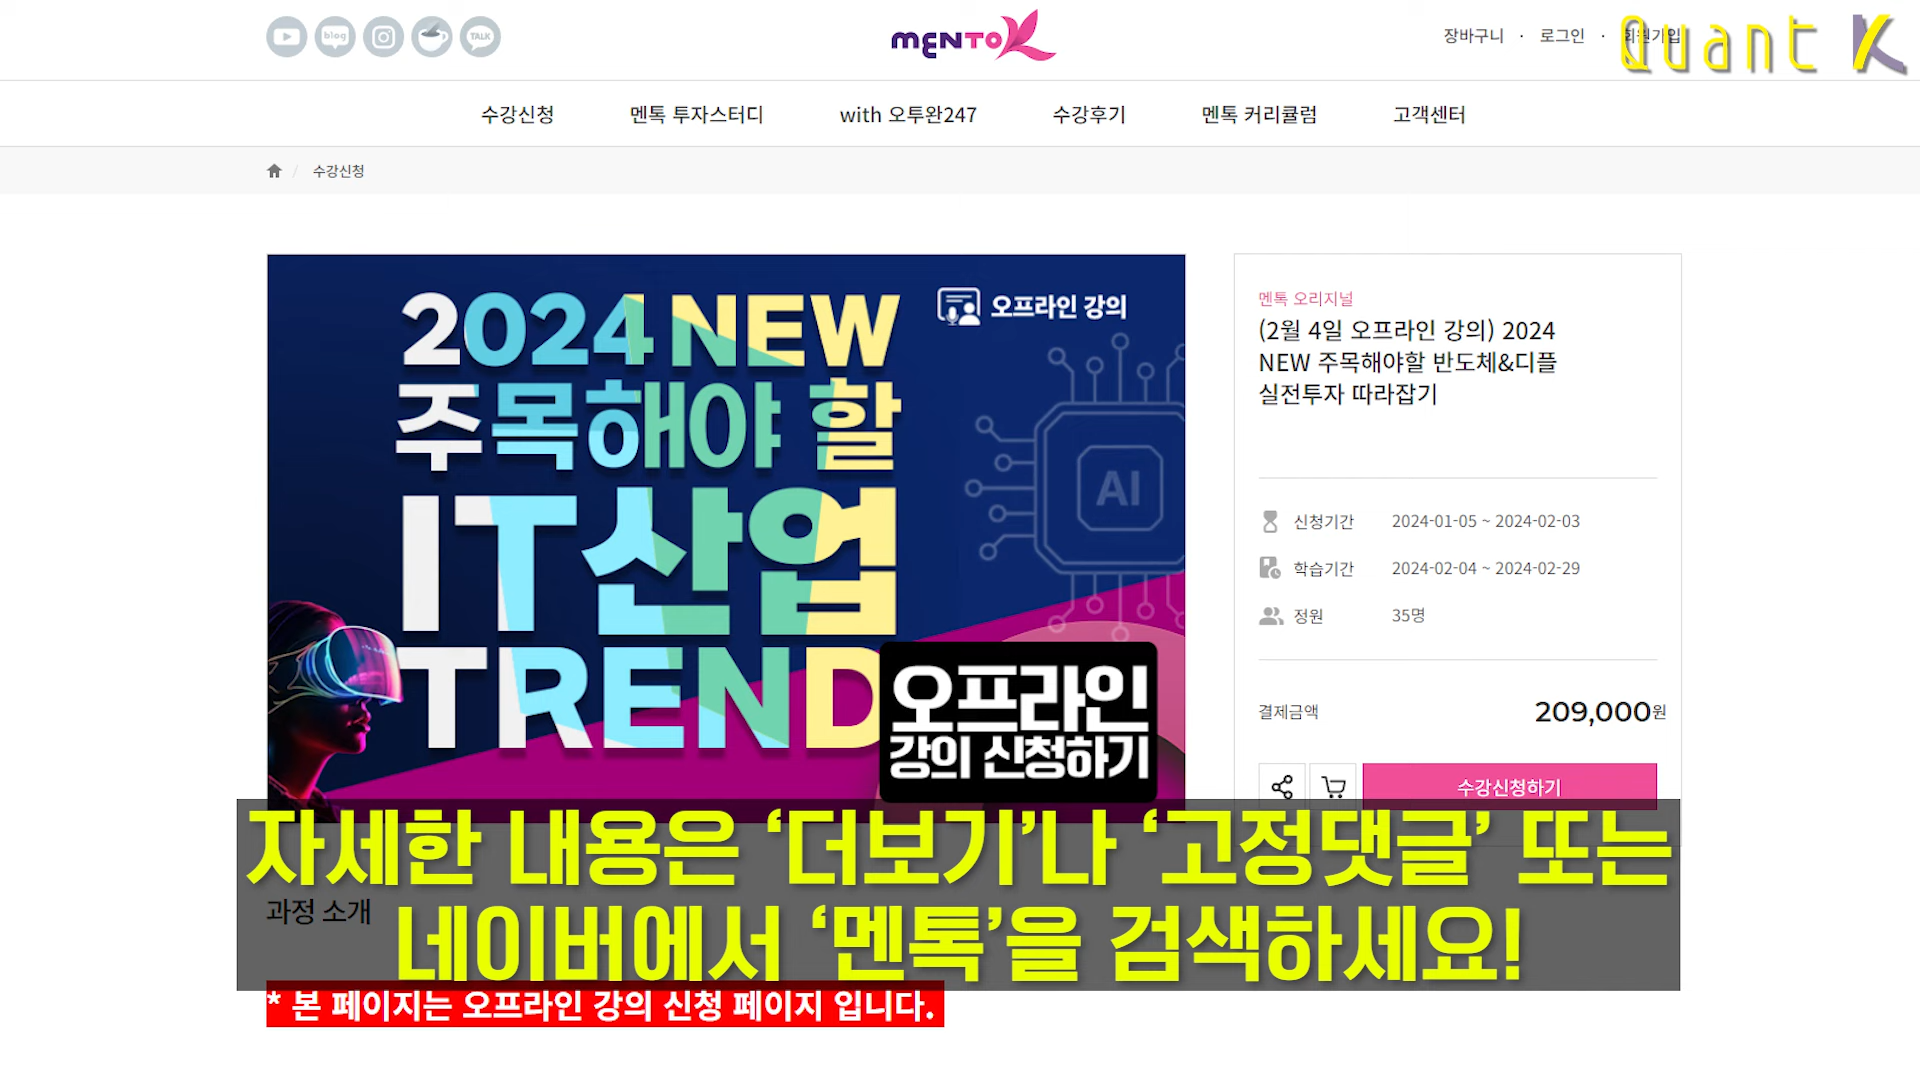 blog
TALK
MENTOK
장바구니 · 로그인 · 회원가입
Quant K
수강신청
멘톡 투자스터디
with 오투완247
수강후기
멘톡 커리큘럼
고객센터
수강신청
2024 NEW
주목해야 할
IT산업
TREND
오프라인 강의
AI
오프라인
강의 신청하기
멘톡 오리지널
(2월 4일 오프라인 강의) 2024
NEW 주목해야할 반도체&디플
실전투자 따라잡기
신청기간 2024-01-05 ~ 2024-02-03
학습기간 2024-02-04 ~ 2024-02-29
정원 35명
결제금액 209,000원
수강신청하기
자세한 내용은 ‘더보기’나 ‘고정댓글’ 또는
네이버에서 ‘멘톡’을 검색하세요!
과정 소개
* 본 페이지는 오프라인 강의 신청 페이지 입니다.